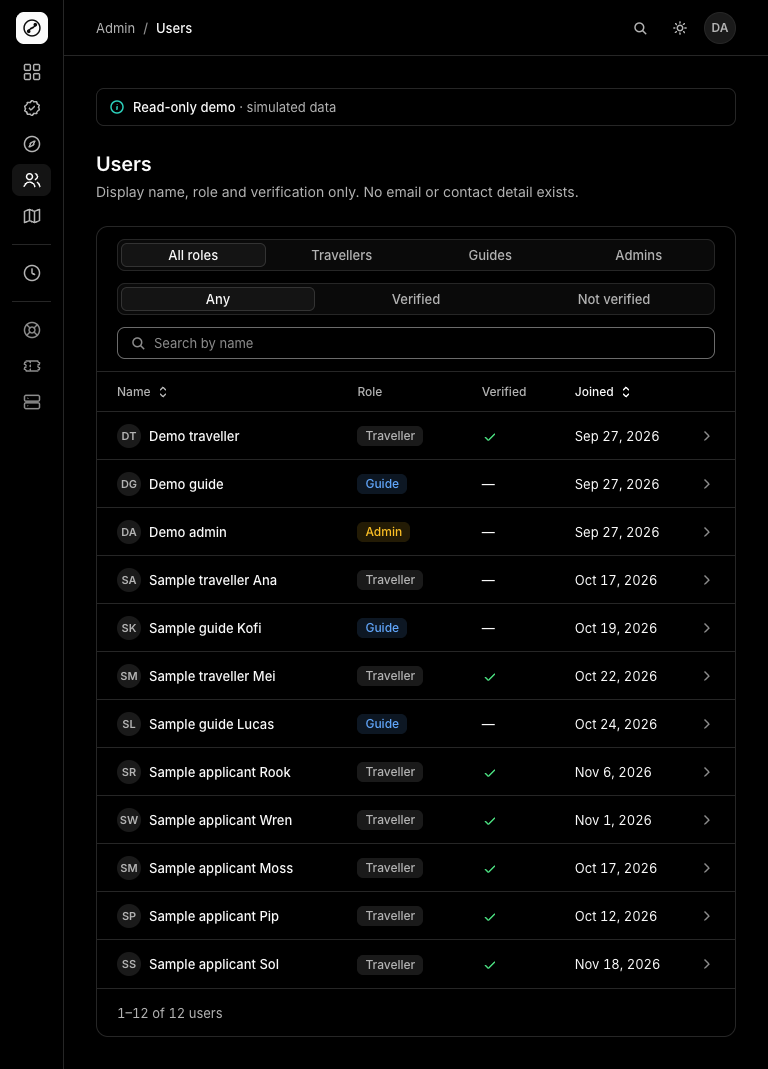 Admin / Users
DA
Read-only demo · simulated data
Users
Display name, role and verification only. No email or contact detail exists.
All roles Travellers Guides Admins
Any Verified Not verified
Search by name
Name Role Verified Joined
DT Demo traveller Traveller ✓ Sep 27, 2026
DG Demo guide Guide — Sep 27, 2026
DA Demo admin Admin — Sep 27, 2026
SA Sample traveller Ana Traveller — Oct 17, 2026
SK Sample guide Kofi Guide — Oct 19, 2026
SM Sample traveller Mei Traveller ✓ Oct 22, 2026
SL Sample guide Lucas Guide — Oct 24, 2026
SR Sample applicant Rook Traveller ✓ Nov 6, 2026
SW Sample applicant Wren Traveller ✓ Nov 1, 2026
SM Sample applicant Moss Traveller ✓ Oct 17, 2026
SP Sample applicant Pip Traveller ✓ Oct 12, 2026
SS Sample applicant Sol Traveller ✓ Nov 18, 2026
1–12 of 12 users